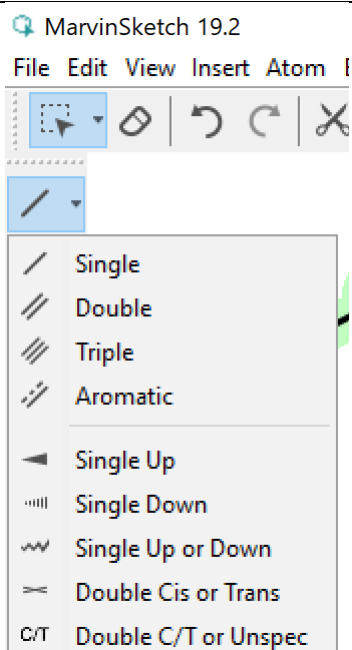 MarvinSketch 19.2
File Edit View Insert Atom
Single
Double
Triple
Aromatic
Single Up
Single Down
Single Up or Down
Double Cis or Trans
C/T Double C/T or Unspec